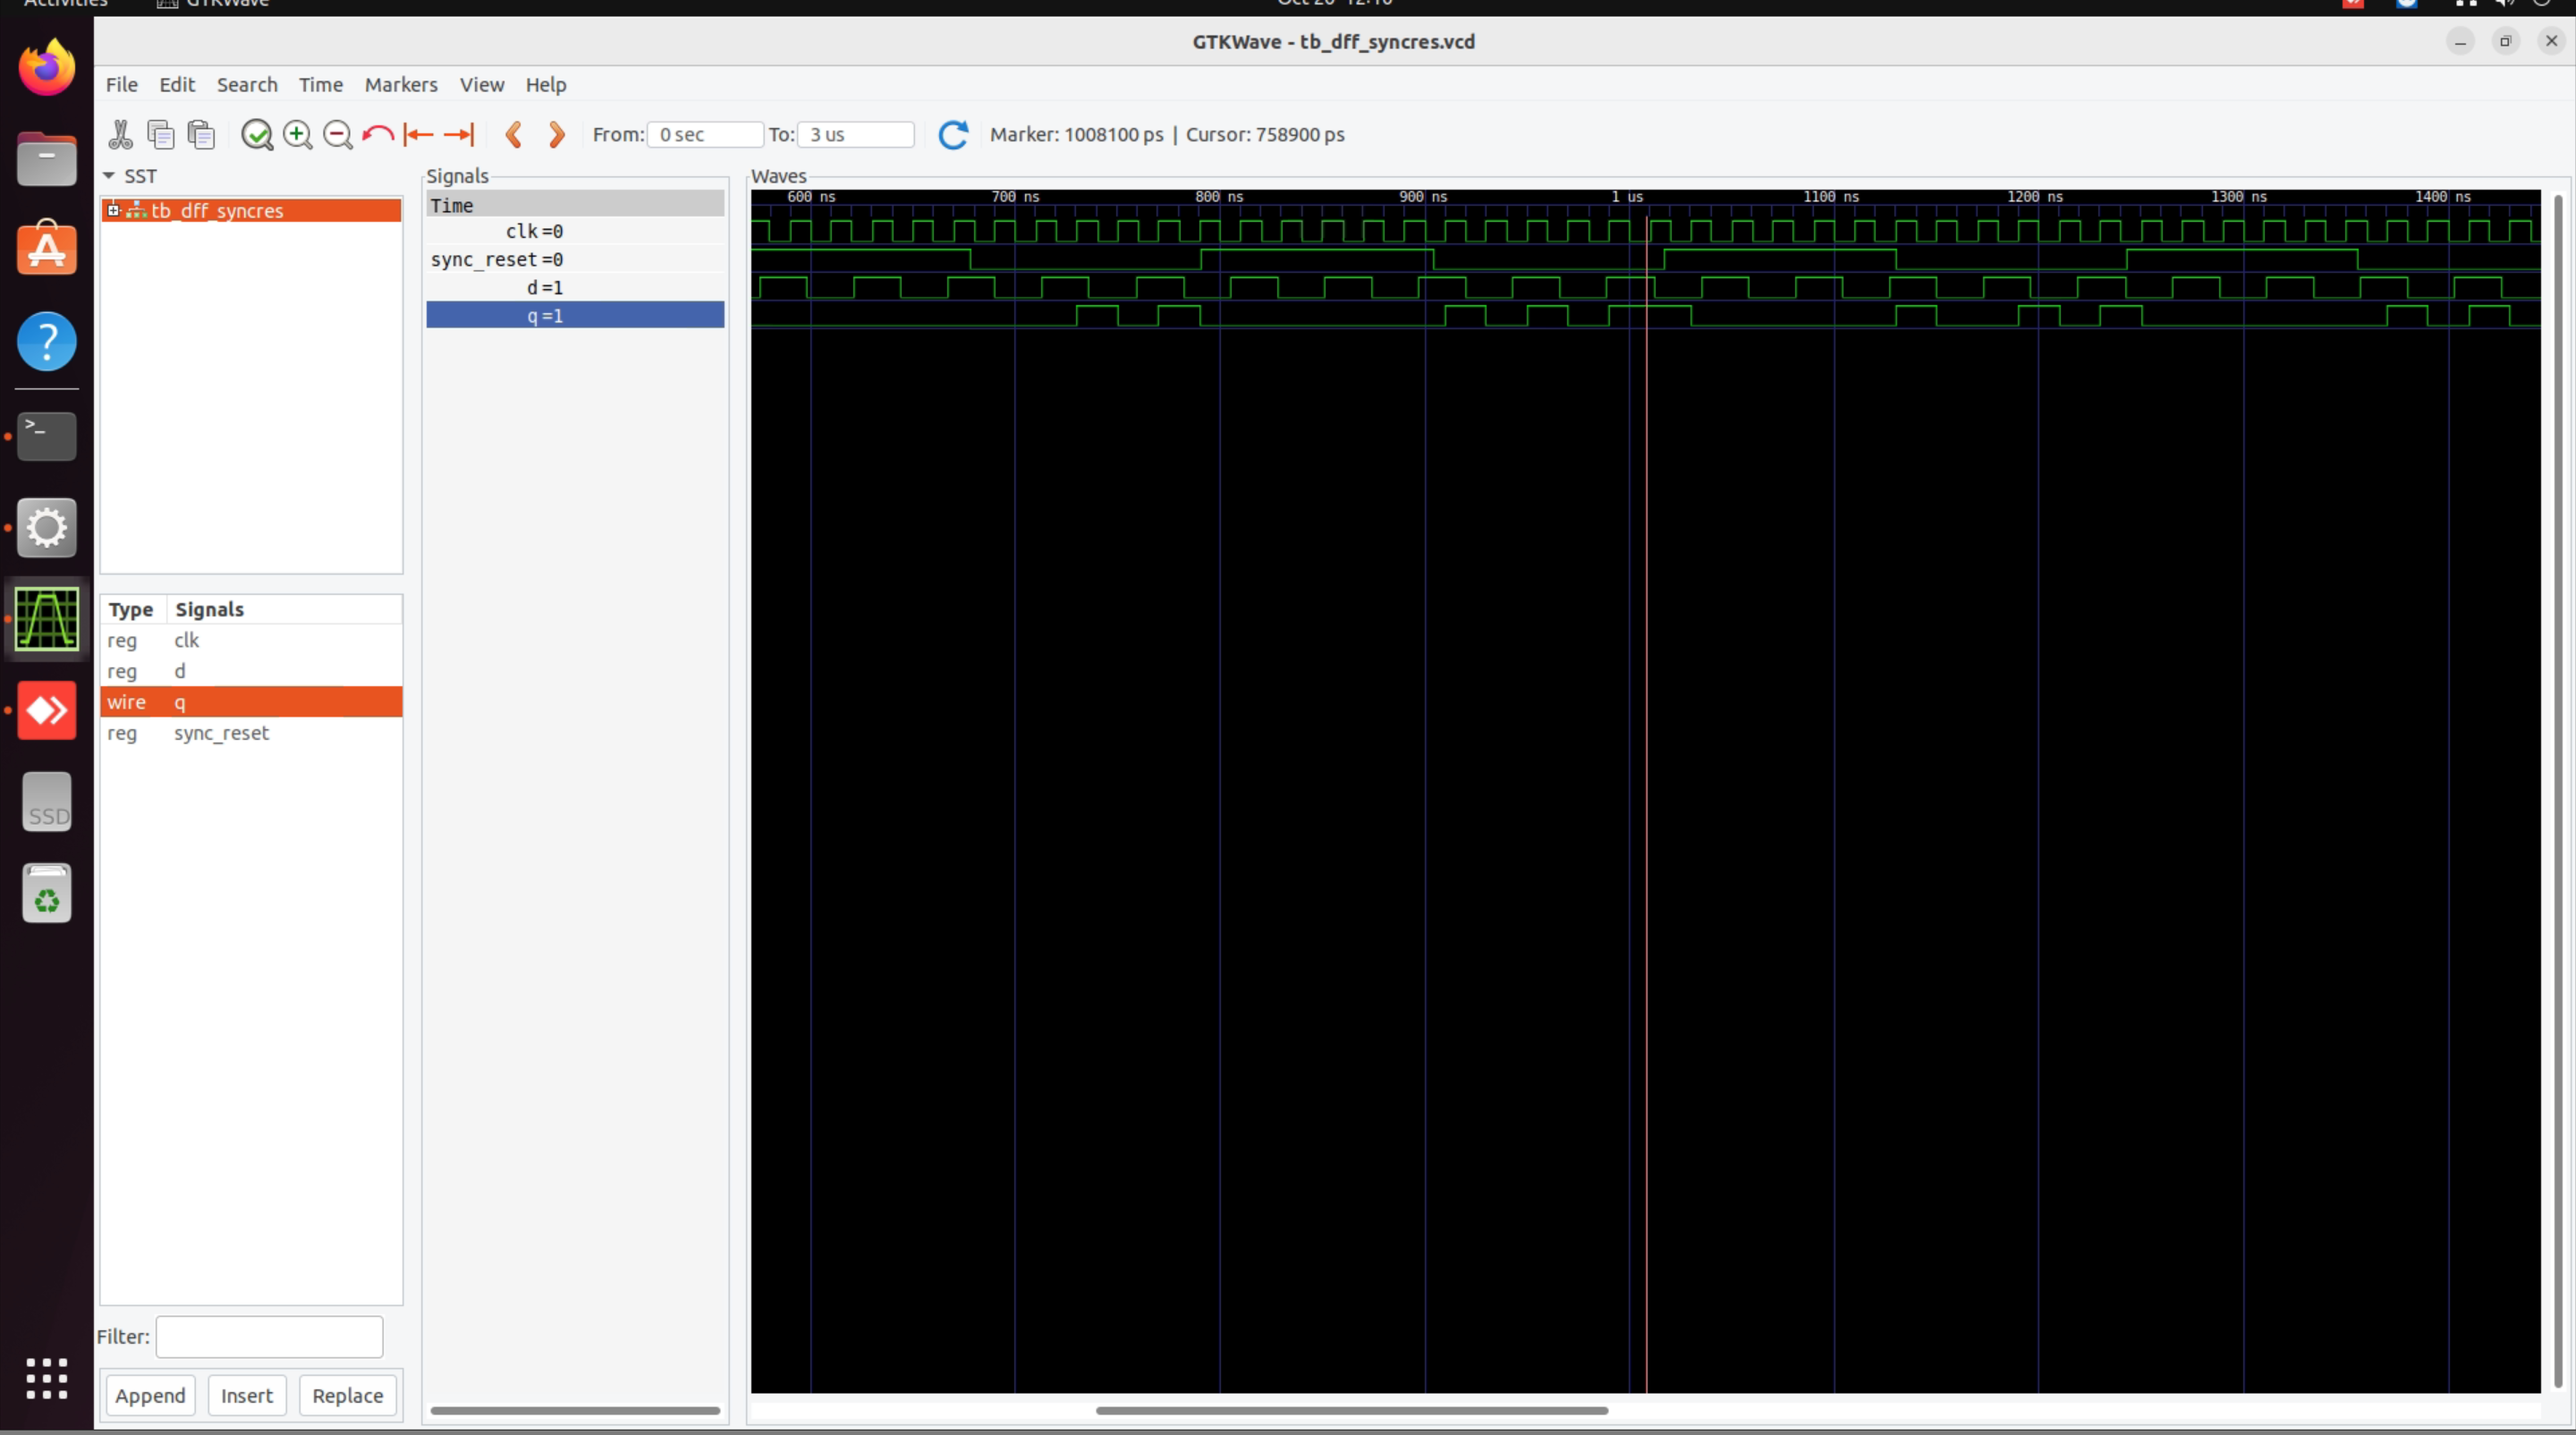 Activities GTKWave Oct 20 12:10
GTKWave - tb_dff_syncres.vcd
File Edit Search Time Markers View Help
From: 0 sec To: 3 us Marker: 1008100 ps | Cursor: 758900 ps
SST
tb_dff_syncres
Type Signals
reg clk
reg d
wire q
reg sync_reset
Filter:
Append Insert Replace
Signals
Time
clk=0
sync_reset=0
d=1
q=1
Waves
600 ns 700 ns 800 ns 900 ns 1 us 1100 ns 1200 ns 1300 ns 1400 ns
>_
?
SSD